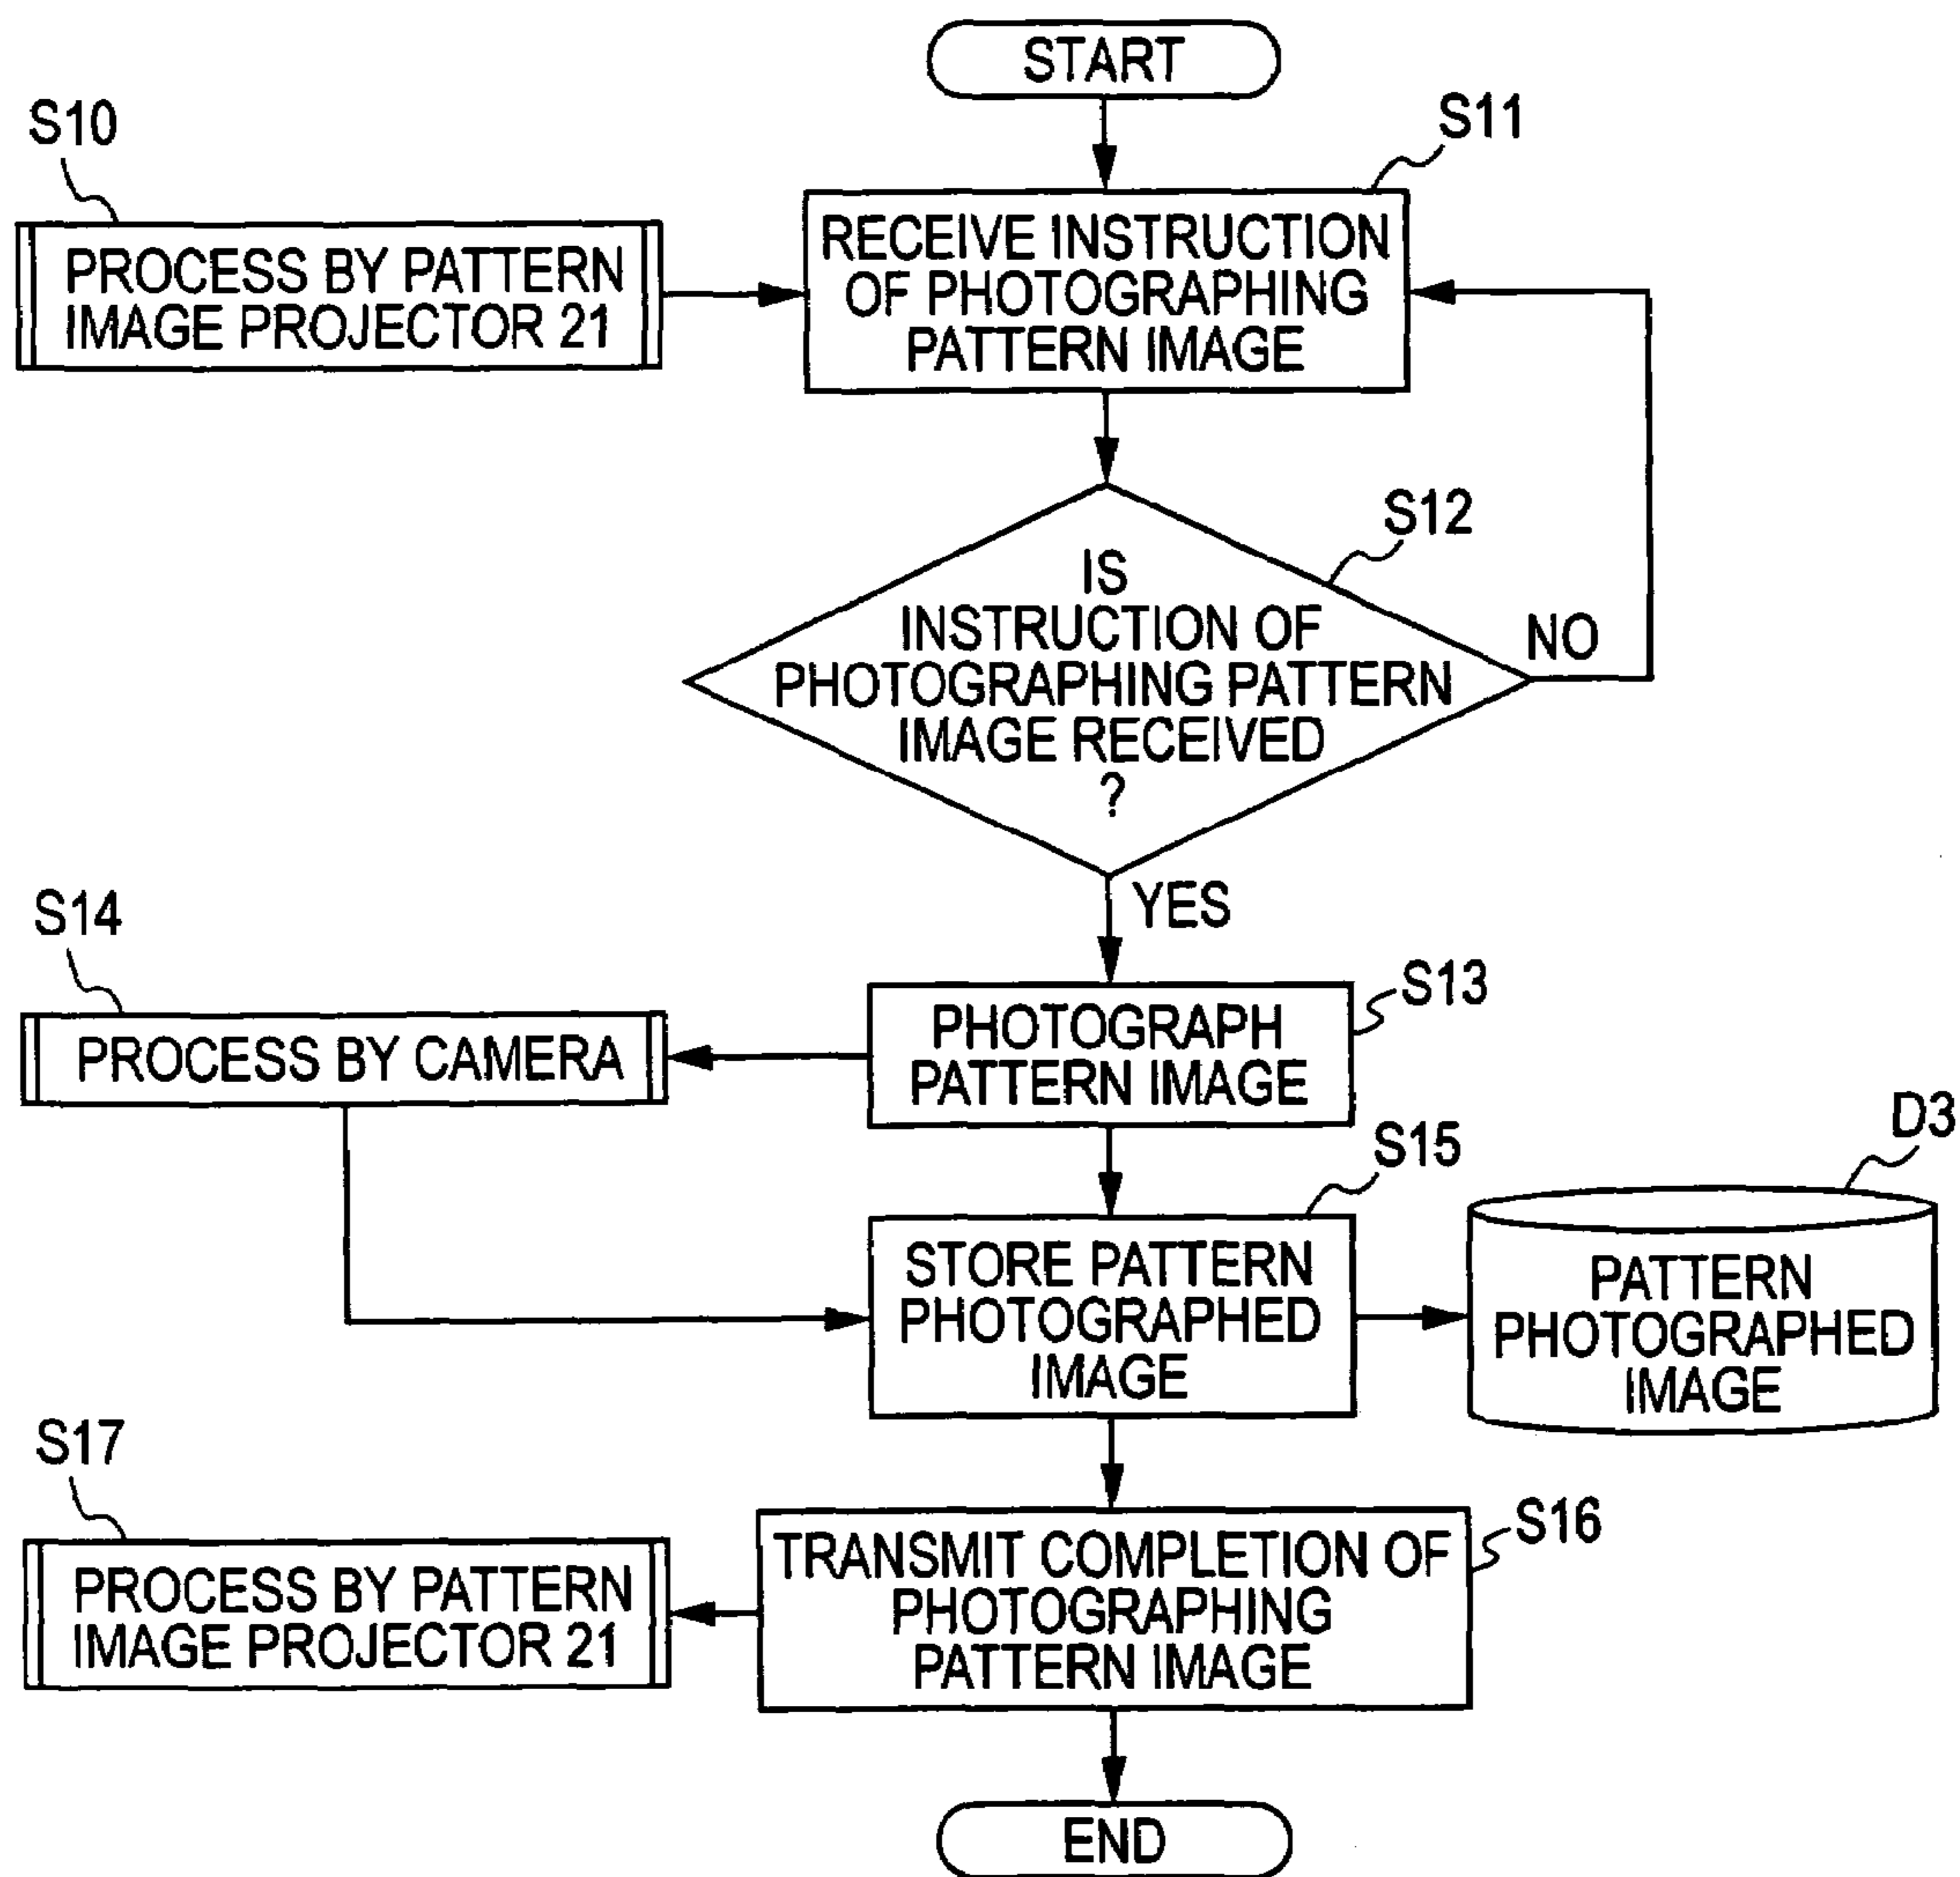 START
S10
S11
PROCESS BY PATTERN
IMAGE PROJECTOR 21
RECEIVE INSTRUCTION
OF PHOTOGRAPHING
PATTERN IMAGE
S12
IS
INSTRUCTION OF
PHOTOGRAPHING PATTERN
IMAGE RECEIVED
?
NO
YES
S14
S13
PROCESS BY CAMERA
PHOTOGRAPH
PATTERN IMAGE
S15
D3
STORE PATTERN
PHOTOGRAPHED
IMAGE
PATTERN
PHOTOGRAPHED
IMAGE
S17
S16
PROCESS BY PATTERN
IMAGE PROJECTOR 21
TRANSMIT COMPLETION OF
PHOTOGRAPHING
PATTERN IMAGE
END